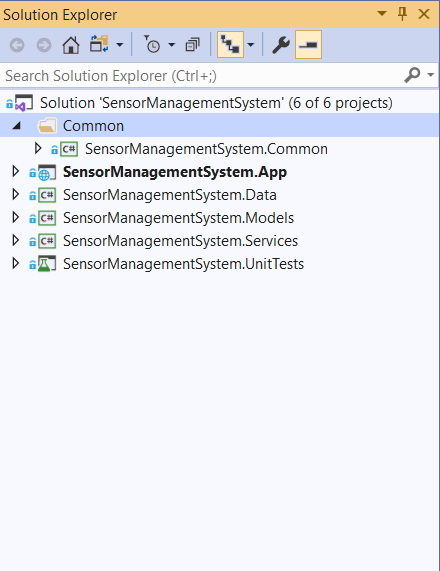 Solution Explorer
Search Solution Explorer (Ctrl+;)
Solution 'SensorManagementSystem' (6 of 6 projects)
Common
C# SensorManagementSystem.Common
SensorManagementSystem.App
C# SensorManagementSystem.Data
C# SensorManagementSystem.Models
C# SensorManagementSystem.Services
SensorManagementSystem.UnitTests